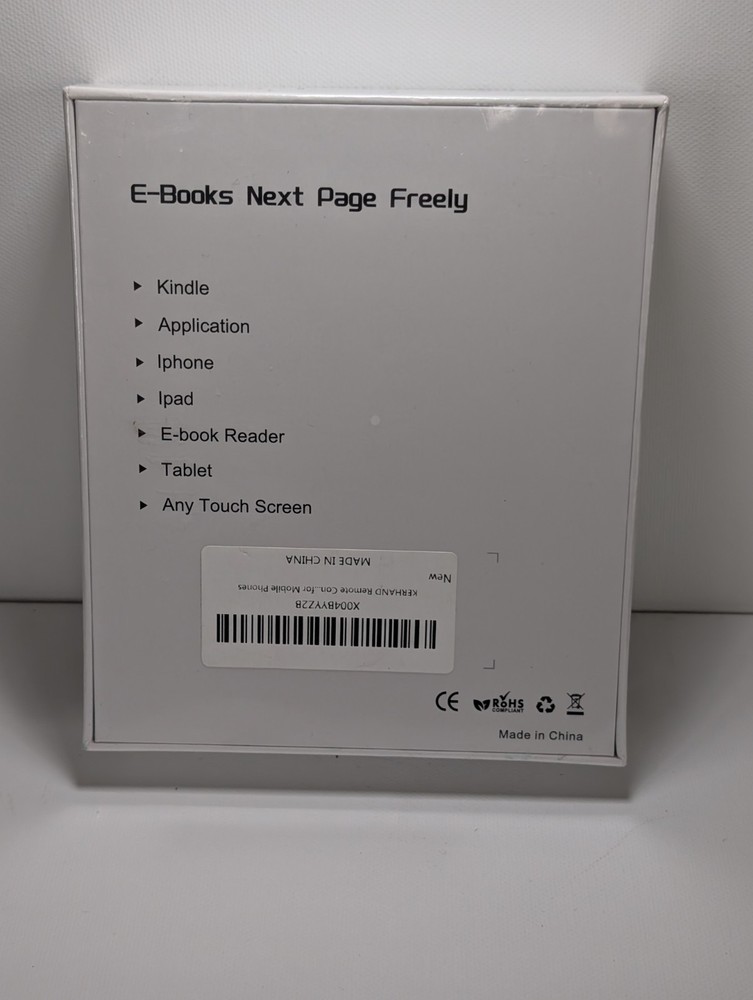 E-Books Next Page Freely
Kindle
Application
Iphone
Ipad
E-book Reader
Tablet
Any Touch Screen
X004BYYZ2B
KERHAND Remote Con...for Mobile Phones
New
MADE IN CHINA
CE
RoHS
COMPLIANT
Made in China